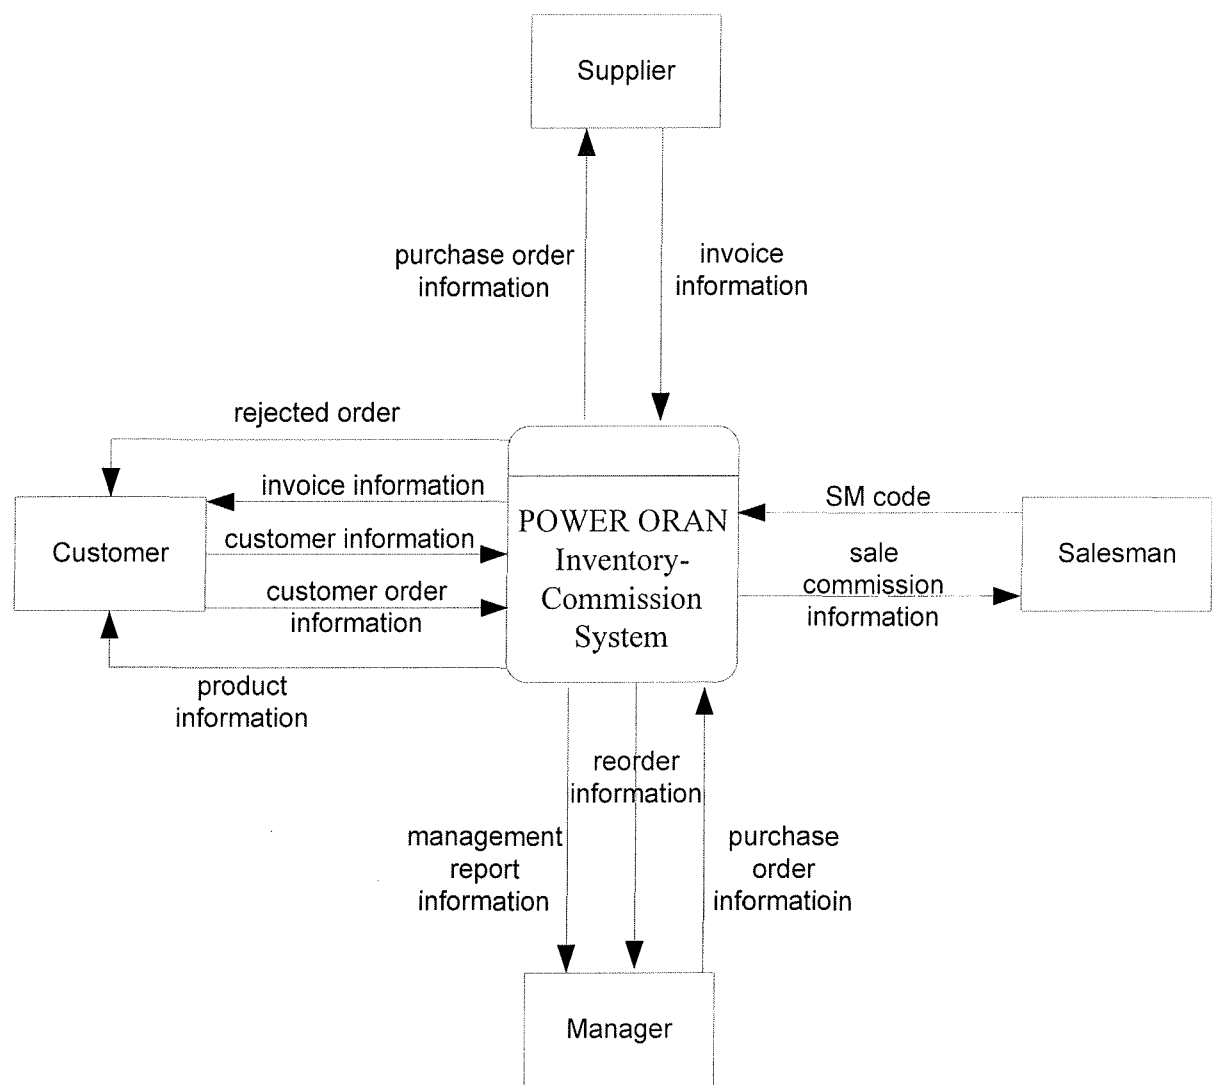 Supplier
purchase order
information
invoice
information
rejected order
invoice information
customer information
customer order
information
product
information
Customer
POWER ORAN
Inventory-
Commission
System
SM code
sale
commission
information
Salesman
reorder
information
management
report
information
purchase
order
informatioin
Manager